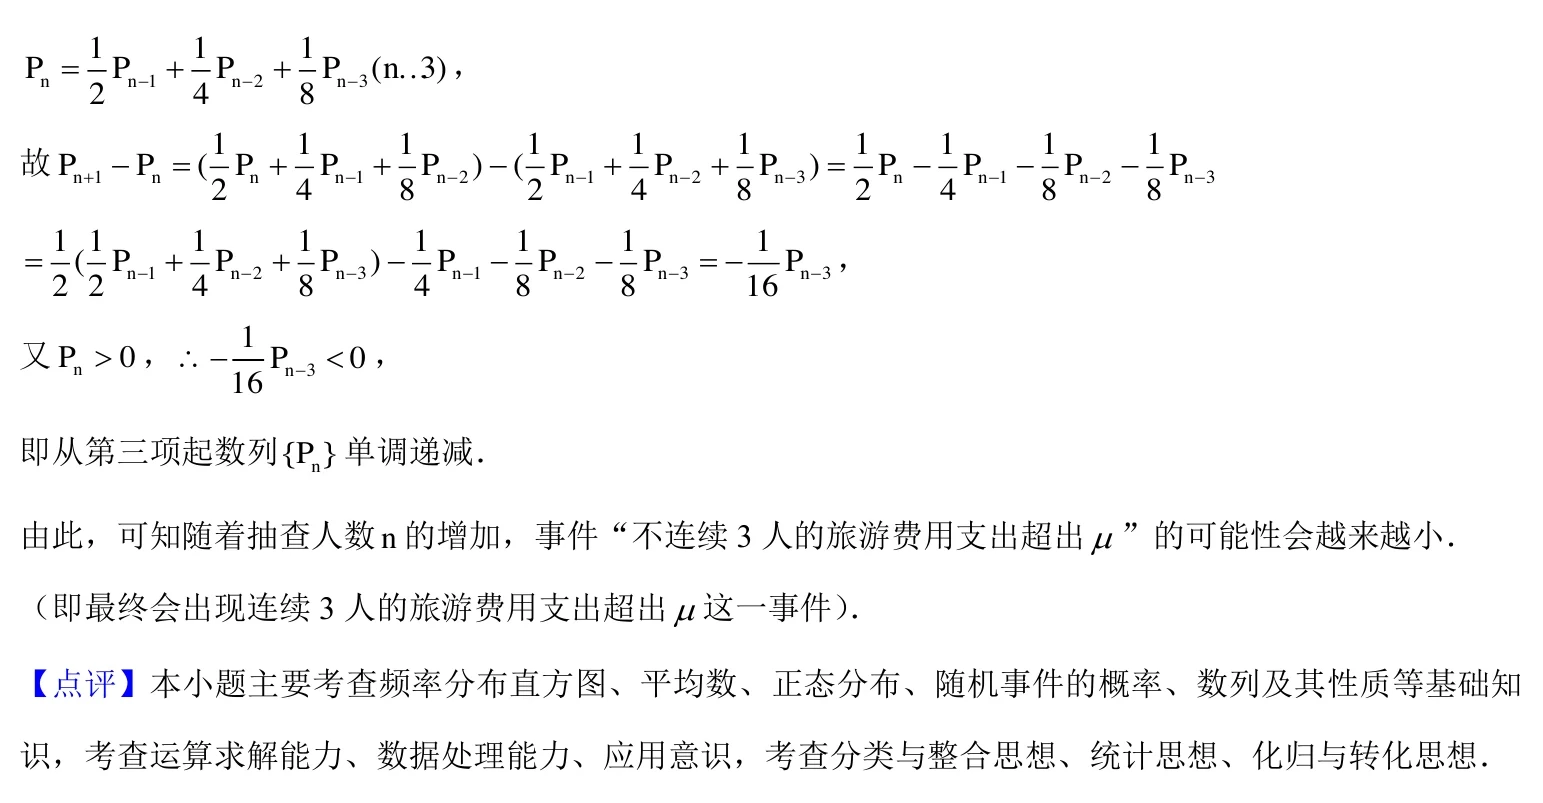 P_n = 1/2 P_{n−1} + 1/4 P_{n−2} + 1/8 P_{n−3} (n‥3)，
故 P_{n+1} − P_n = (1/2 P_n + 1/4 P_{n−1} + 1/8 P_{n−2}) − (1/2 P_{n−1} + 1/4 P_{n−2} + 1/8 P_{n−3}) = 1/2 P_n − 1/4 P_{n−1} − 1/8 P_{n−2} − 1/8 P_{n−3}
= 1/2 (1/2 P_{n−1} + 1/4 P_{n−2} + 1/8 P_{n−3}) − 1/4 P_{n−1} − 1/8 P_{n−2} − 1/8 P_{n−3} = − 1/16 P_{n−3}，
又 P_n > 0，∴ − 1/16 P_{n−3} < 0，
即从第三项起数列{P_n}单调递减．
由此，可知随着抽查人数 n 的增加，事件“不连续 3 人的旅游费用支出超出 μ ”的可能性会越来越小．
（即最终会出现连续 3 人的旅游费用支出超出 μ 这一事件)．
【点评】本小题主要考查频率分布直方图、平均数、正态分布、随机事件的概率、数列及其性质等基础知
识，考查运算求解能力、数据处理能力、应用意识，考查分类与整合思想、统计思想、化归与转化思想．